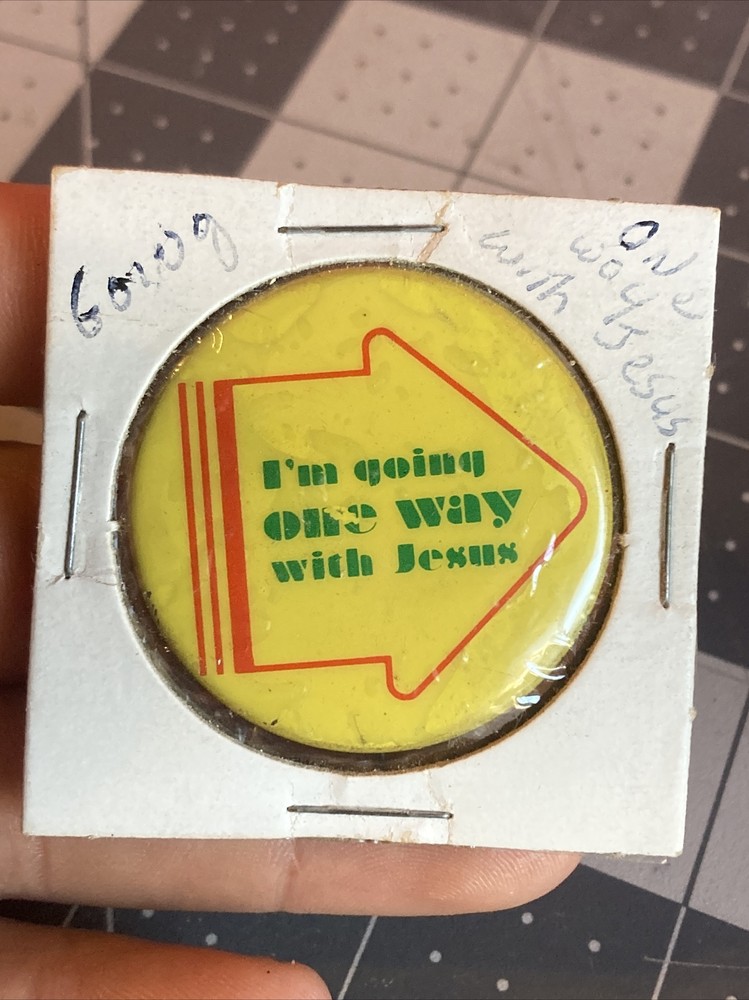 Going
One
way
with Jesus
I'm going
one way
with Jesus